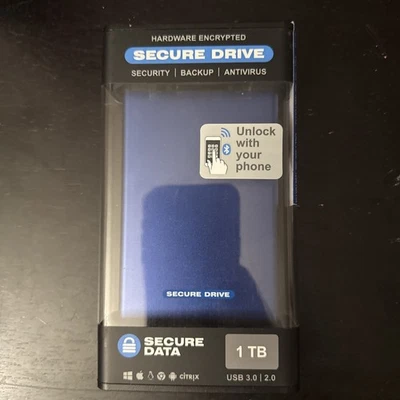 HARDWARE ENCRYPTED
SECURE DRIVE
SECURITY | BACKUP | ANTIVIRUS
Unlock
with
your
phone
SECURE DRIVE
SECURE
DATA
1 TB
CITRIX
USB 3.0 | 2.0